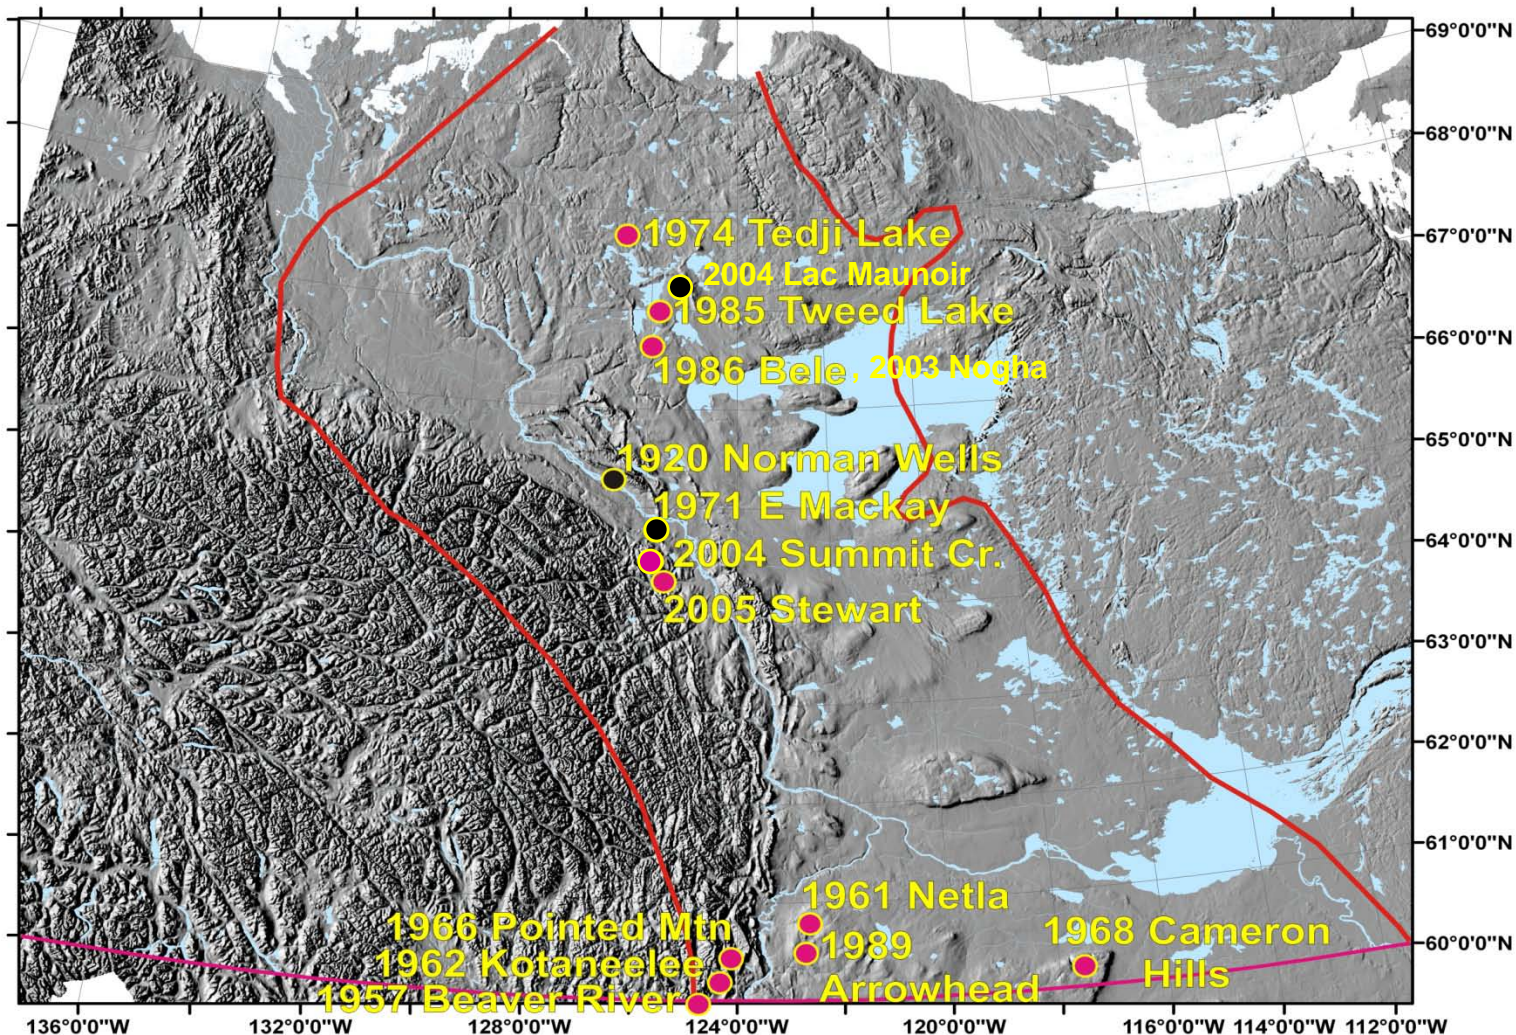 69°0'0"N
68°0'0"N
1974 Tedji Lake
67°0'0"N
2004 Lac Maunoir
1985 Tweed Lake
66°0'0"N
1986 Bele, 2003 Nogha
65°0'0"N
1920 Norman Wells
1971 E Mackay
64°0'0"N
2004 Summit Cr.
2005 Stewart
63°0'0"N
62°0'0"N
61°0'0"N
1961 Netla
1966 Pointed Mtn
1968 Cameron
Hills
60°0'0"N
1989
Arrowhead
1962 Kotaneelee
1957 Beaver River
136°0'0"W
132°0'0"W
128°0'0"W
124°0'0"W
120°0'0"W
116°0'0"W
112°0'0"W